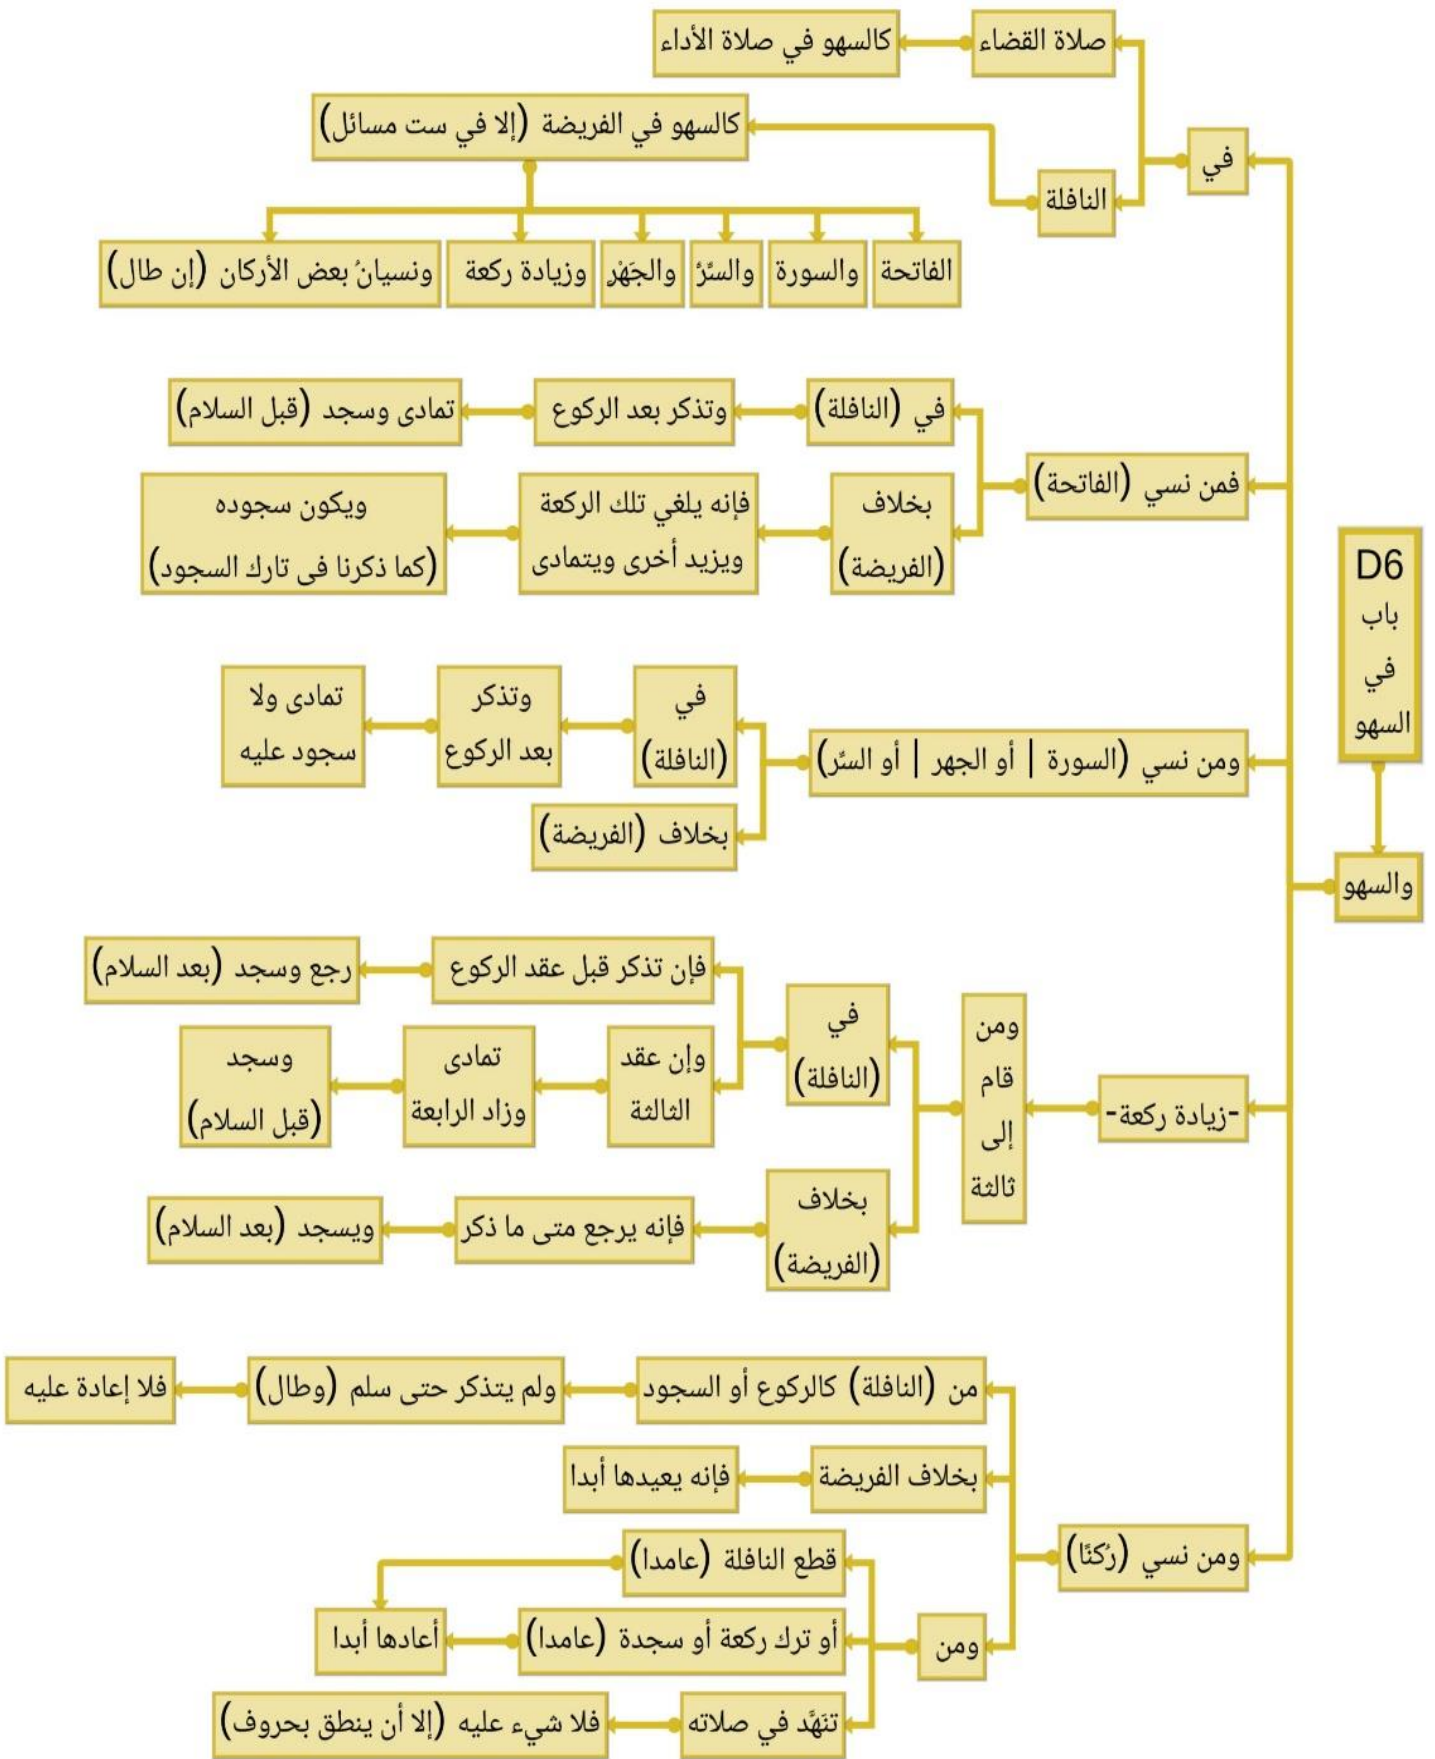 D6
باب
في
السهو
والسهو
في
صلاة القضاء
كالسهو في صلاة الأداء
النافلة
كالسهو في الفريضة (إلا في ست مسائل)
الفاتحة
والسورة
والسِّرُّ
والجَهْرِ
وزيادة ركعة
ونسيانُ بعض الأركان (إن طال)
فمن نسي (الفاتحة)
في (النافلة)
وتذكر بعد الركوع
تمادى وسجد (قبل السلام)
بخلاف
(الفريضة)
فإنه يلغي تلك الركعة
ويزيد أخرى ويتمادى
ويكون سجوده
(كما ذكرنا فى تارك السجود)
ومن نسي (السورة | أو الجهر | أو السِّر)
في
(النافلة)
وتذكر
بعد الركوع
تمادى ولا
سجود عليه
بخلاف (الفريضة)
-زيادة ركعة-
ومن
قام
إلى
ثالثة
في
(النافلة)
فإن تذكر قبل عقد الركوع
رجع وسجد (بعد السلام)
وإن عقد
الثالثة
تمادى
وزاد الرابعة
وسجد
(قبل السلام)
بخلاف
(الفريضة)
فإنه يرجع متى ما ذكر
ويسجد (بعد السلام)
ومن نسي (رُكنًا)
من (النافلة) كالركوع أو السجود
ولم يتذكر حتى سلم (وطال)
فلا إعادة عليه
بخلاف الفريضة
فإنه يعيدها أبدا
ومن
قطع النافلة (عامدا)
أو ترك ركعة أو سجدة (عامدا)
أعادها أبدا
تنَهَّد في صلاته
فلا شيء عليه (إلا أن ينطق بحروف)